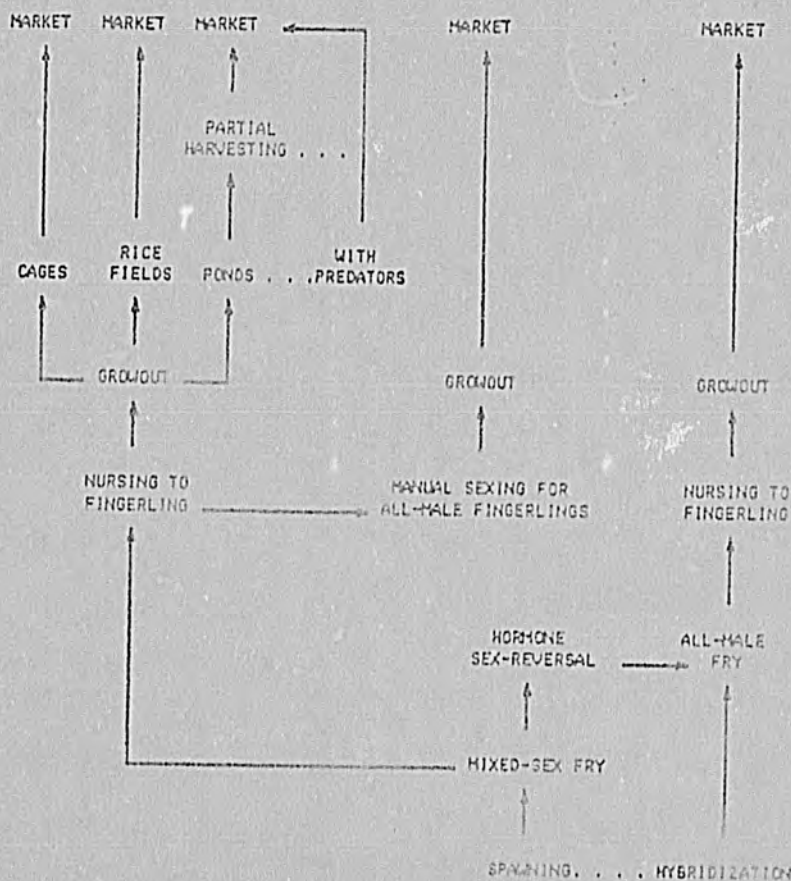 MARKET MARKET MARKET MARKET MARKET
PARTIAL
HARVESTING . . .
CAGES RICE FIELDS PONDS . . . WITH PREDATORS
GROWOUT GROWOUT GROWOUT
NURSING TO FINGERLING MANUAL SEXING FOR ALL-MALE FINGERLINGS NURSING TO FINGERLING
HORMONE SEX-REVERSAL ALL-MALE FRY
MIXED-SEX FRY
SPAWNING. . . . HYBRIDIZATION